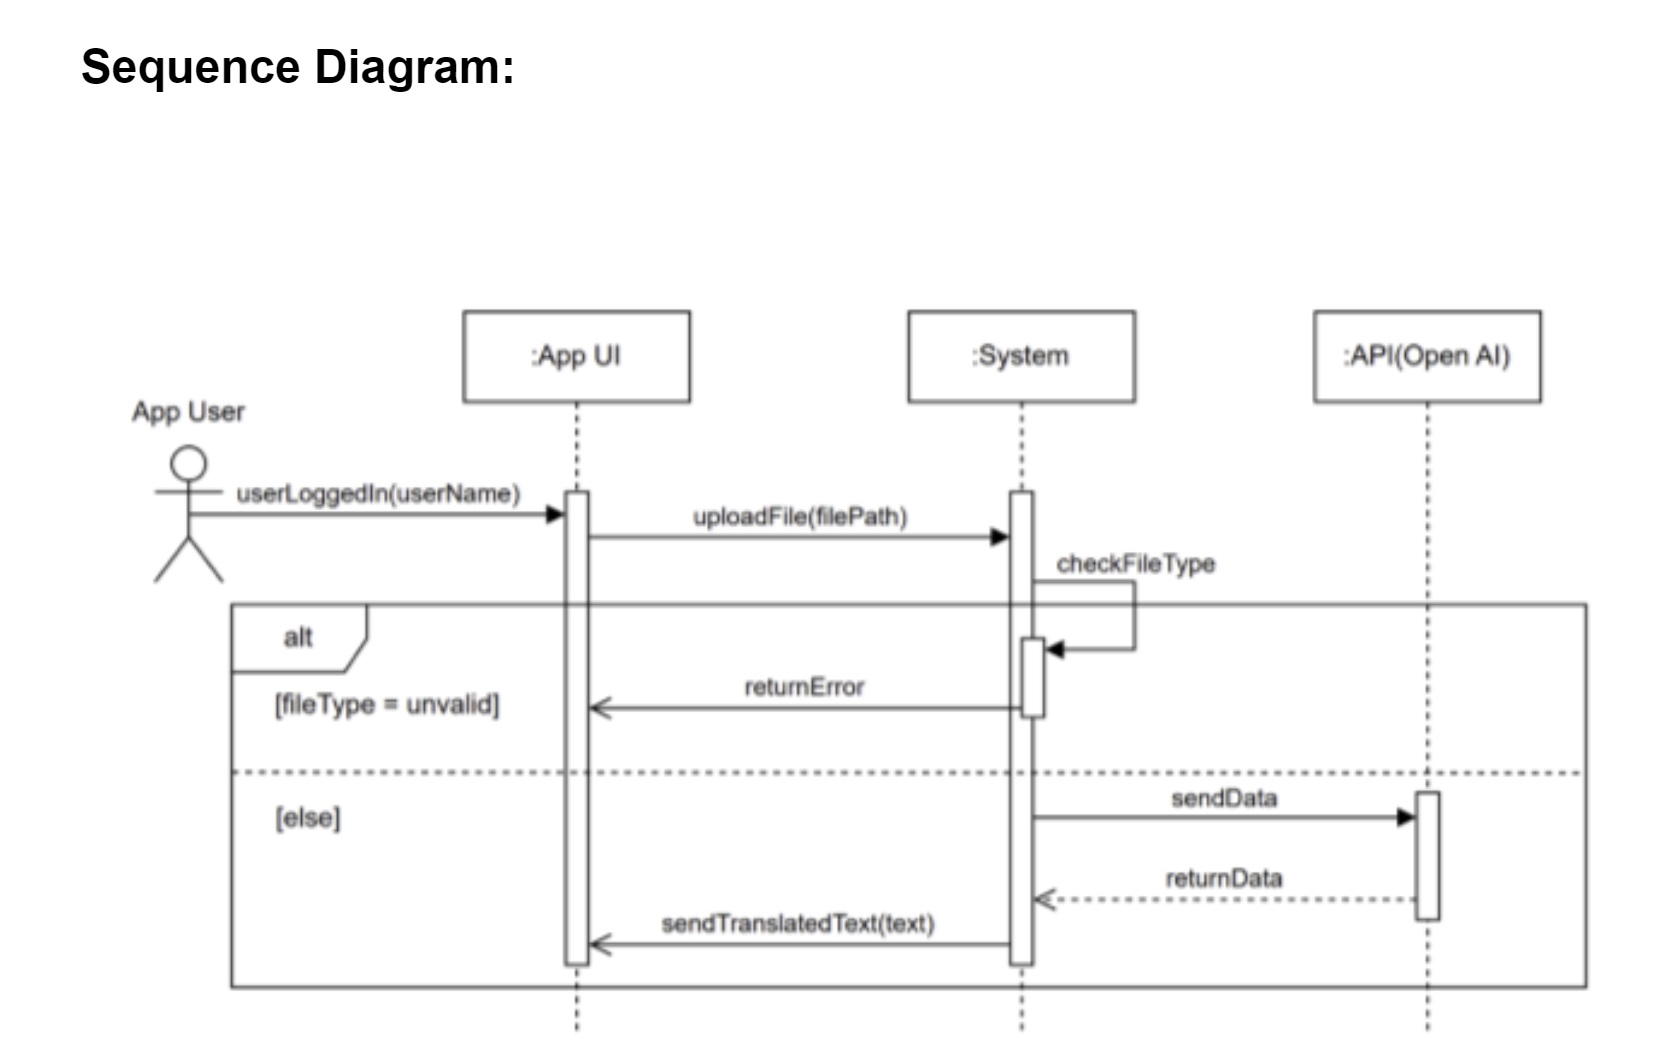 Sequence Diagram:
:App UI
:System
:API(Open AI)
App User
userLoggedIn(userName)
uploadFile(filePath)
checkFileType
alt
[fileType = unvalid]
returnError
[else]
sendData
returnData
sendTranslatedText(text)